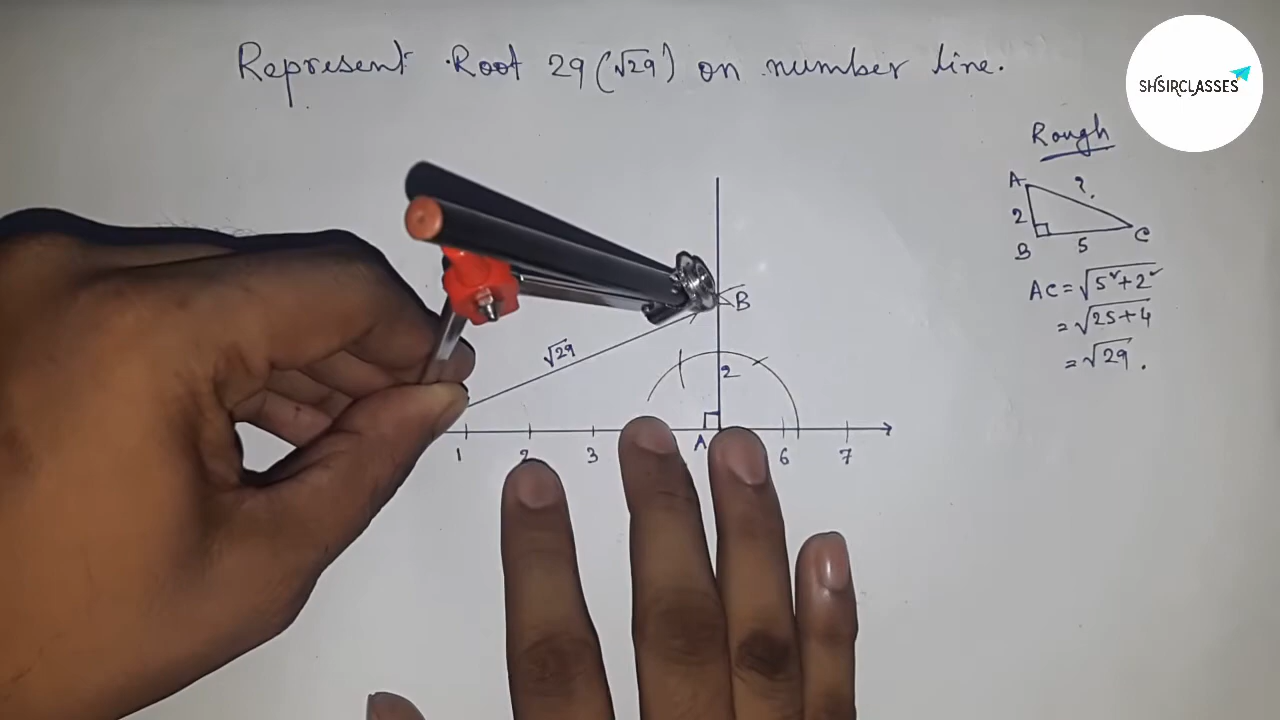 Represent Root 29 (√29) on number line.
SHSIRCLASSES
Rough
A ?
2
B 5 C
AC = √5²+2²
= √25+4
= √29.
B
√29
2
A
1 2 3 6 7